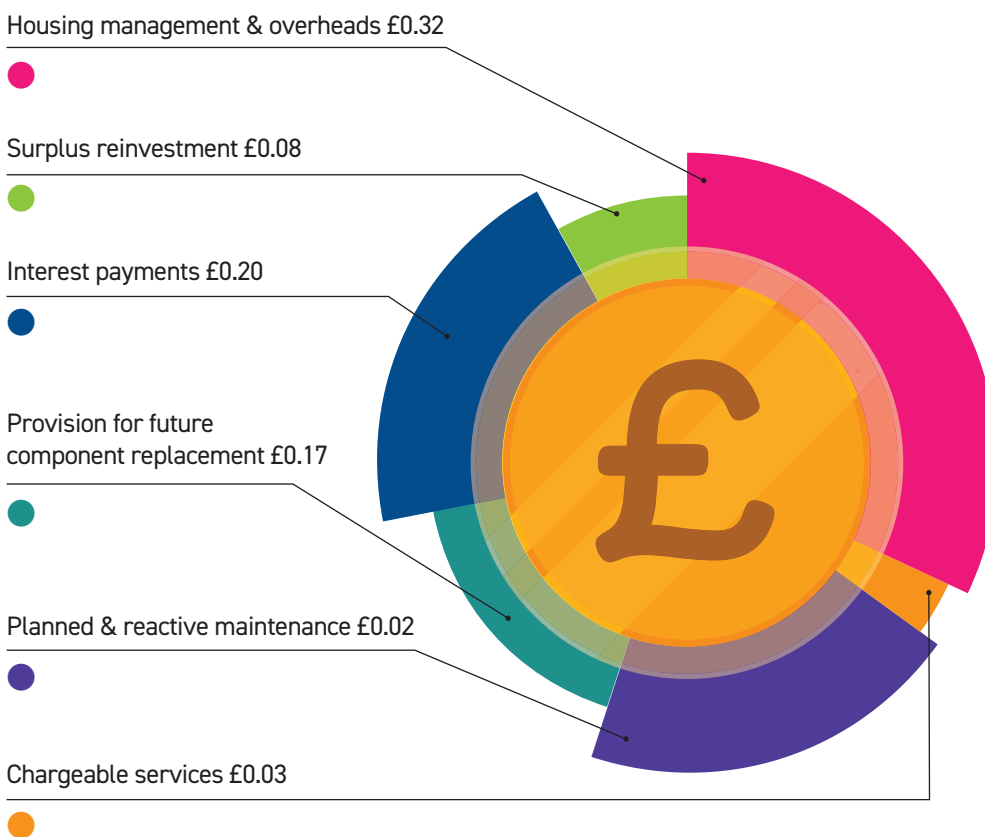 Housing management & overheads £0.32
Surplus reinvestment £0.08
Interest payments £0.20
Provision for future
component replacement £0.17
Planned & reactive maintenance £0.02
Chargeable services £0.03
£